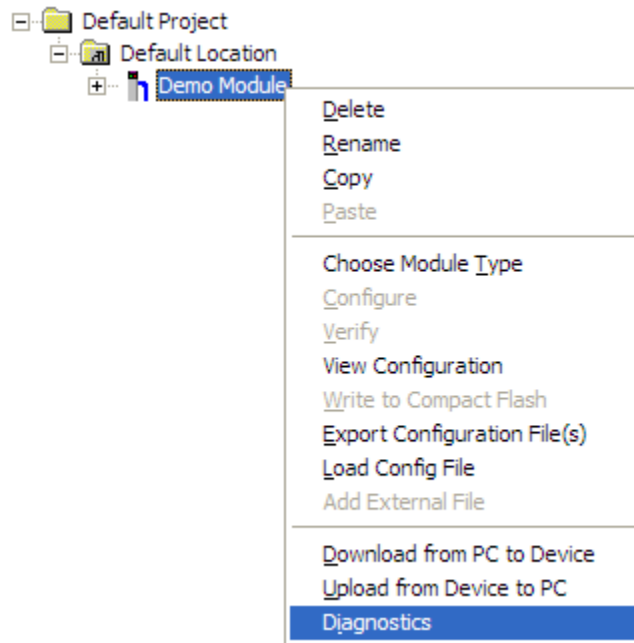 Default Project
Default Location
Demo Module
Delete
Rename
Copy
Paste
Choose Module Type
Configure
Verify
View Configuration
Write to Compact Flash
Export Configuration File(s)
Load Config File
Add External File
Download from PC to Device
Upload from Device to PC
Diagnostics